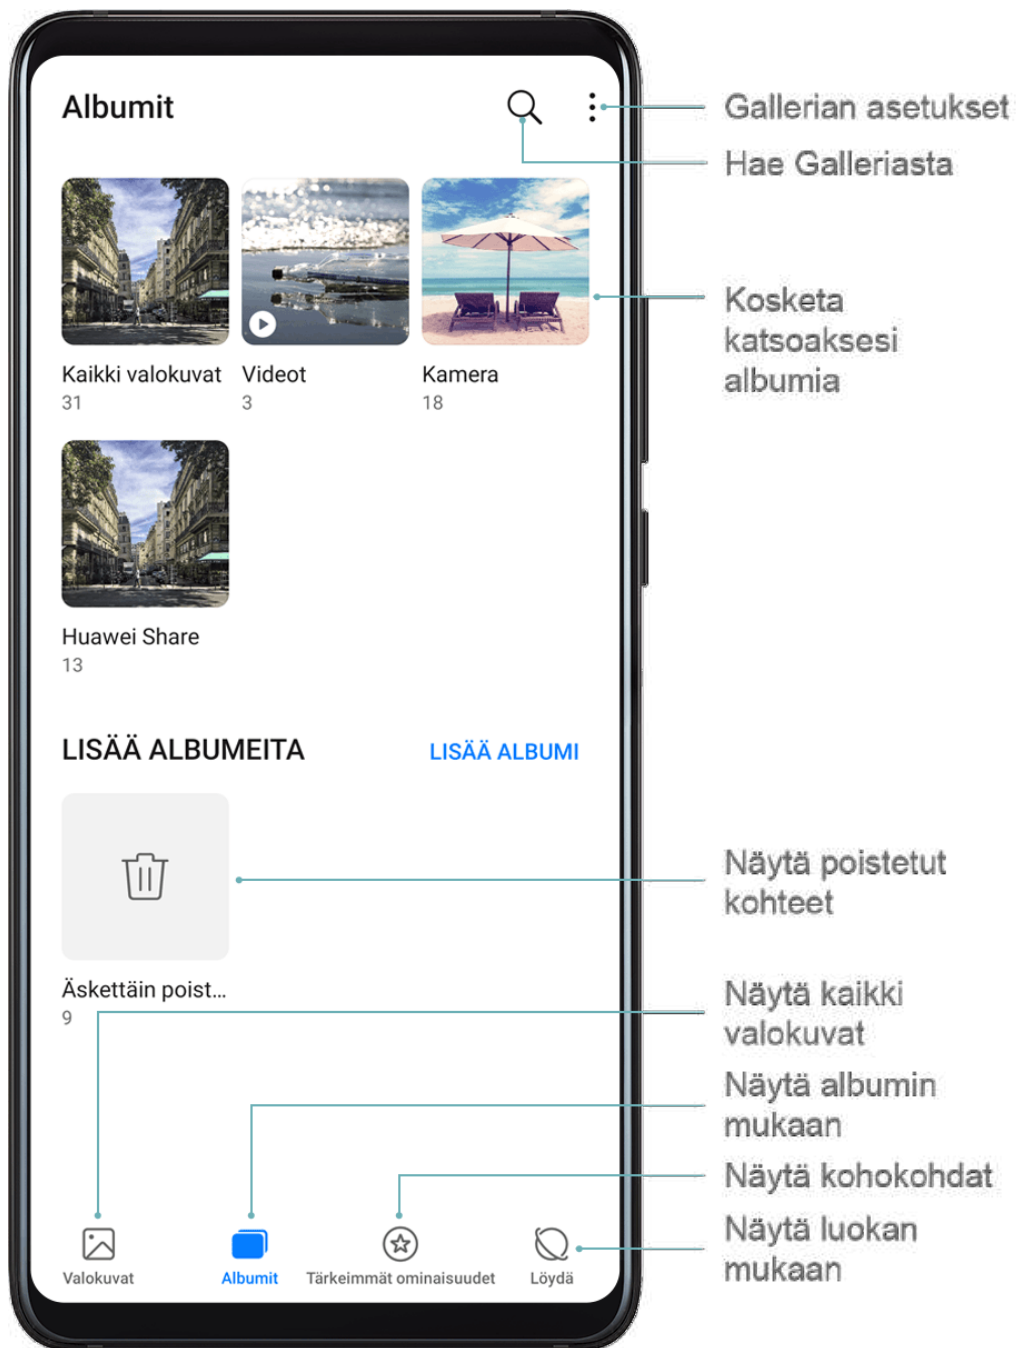 Albumit
Gallerian asetukset
Hae Galleriasta
Kosketa
katsoaksesi
albumia
Kaikki valokuvat
31
Videot
3
Kamera
18
Huawei Share
13
LISÄÄ ALBUMEITA
LISÄÄ ALBUMI
Näytä poistetut
kohteet
Äskettäin poist...
9
Näytä kaikki
valokuvat
Näytä albumin
mukaan
Näytä kohokohdat
Näytä luokan
mukaan
Valokuvat
Albumit
Tärkeimmät ominaisuudet
Löydä